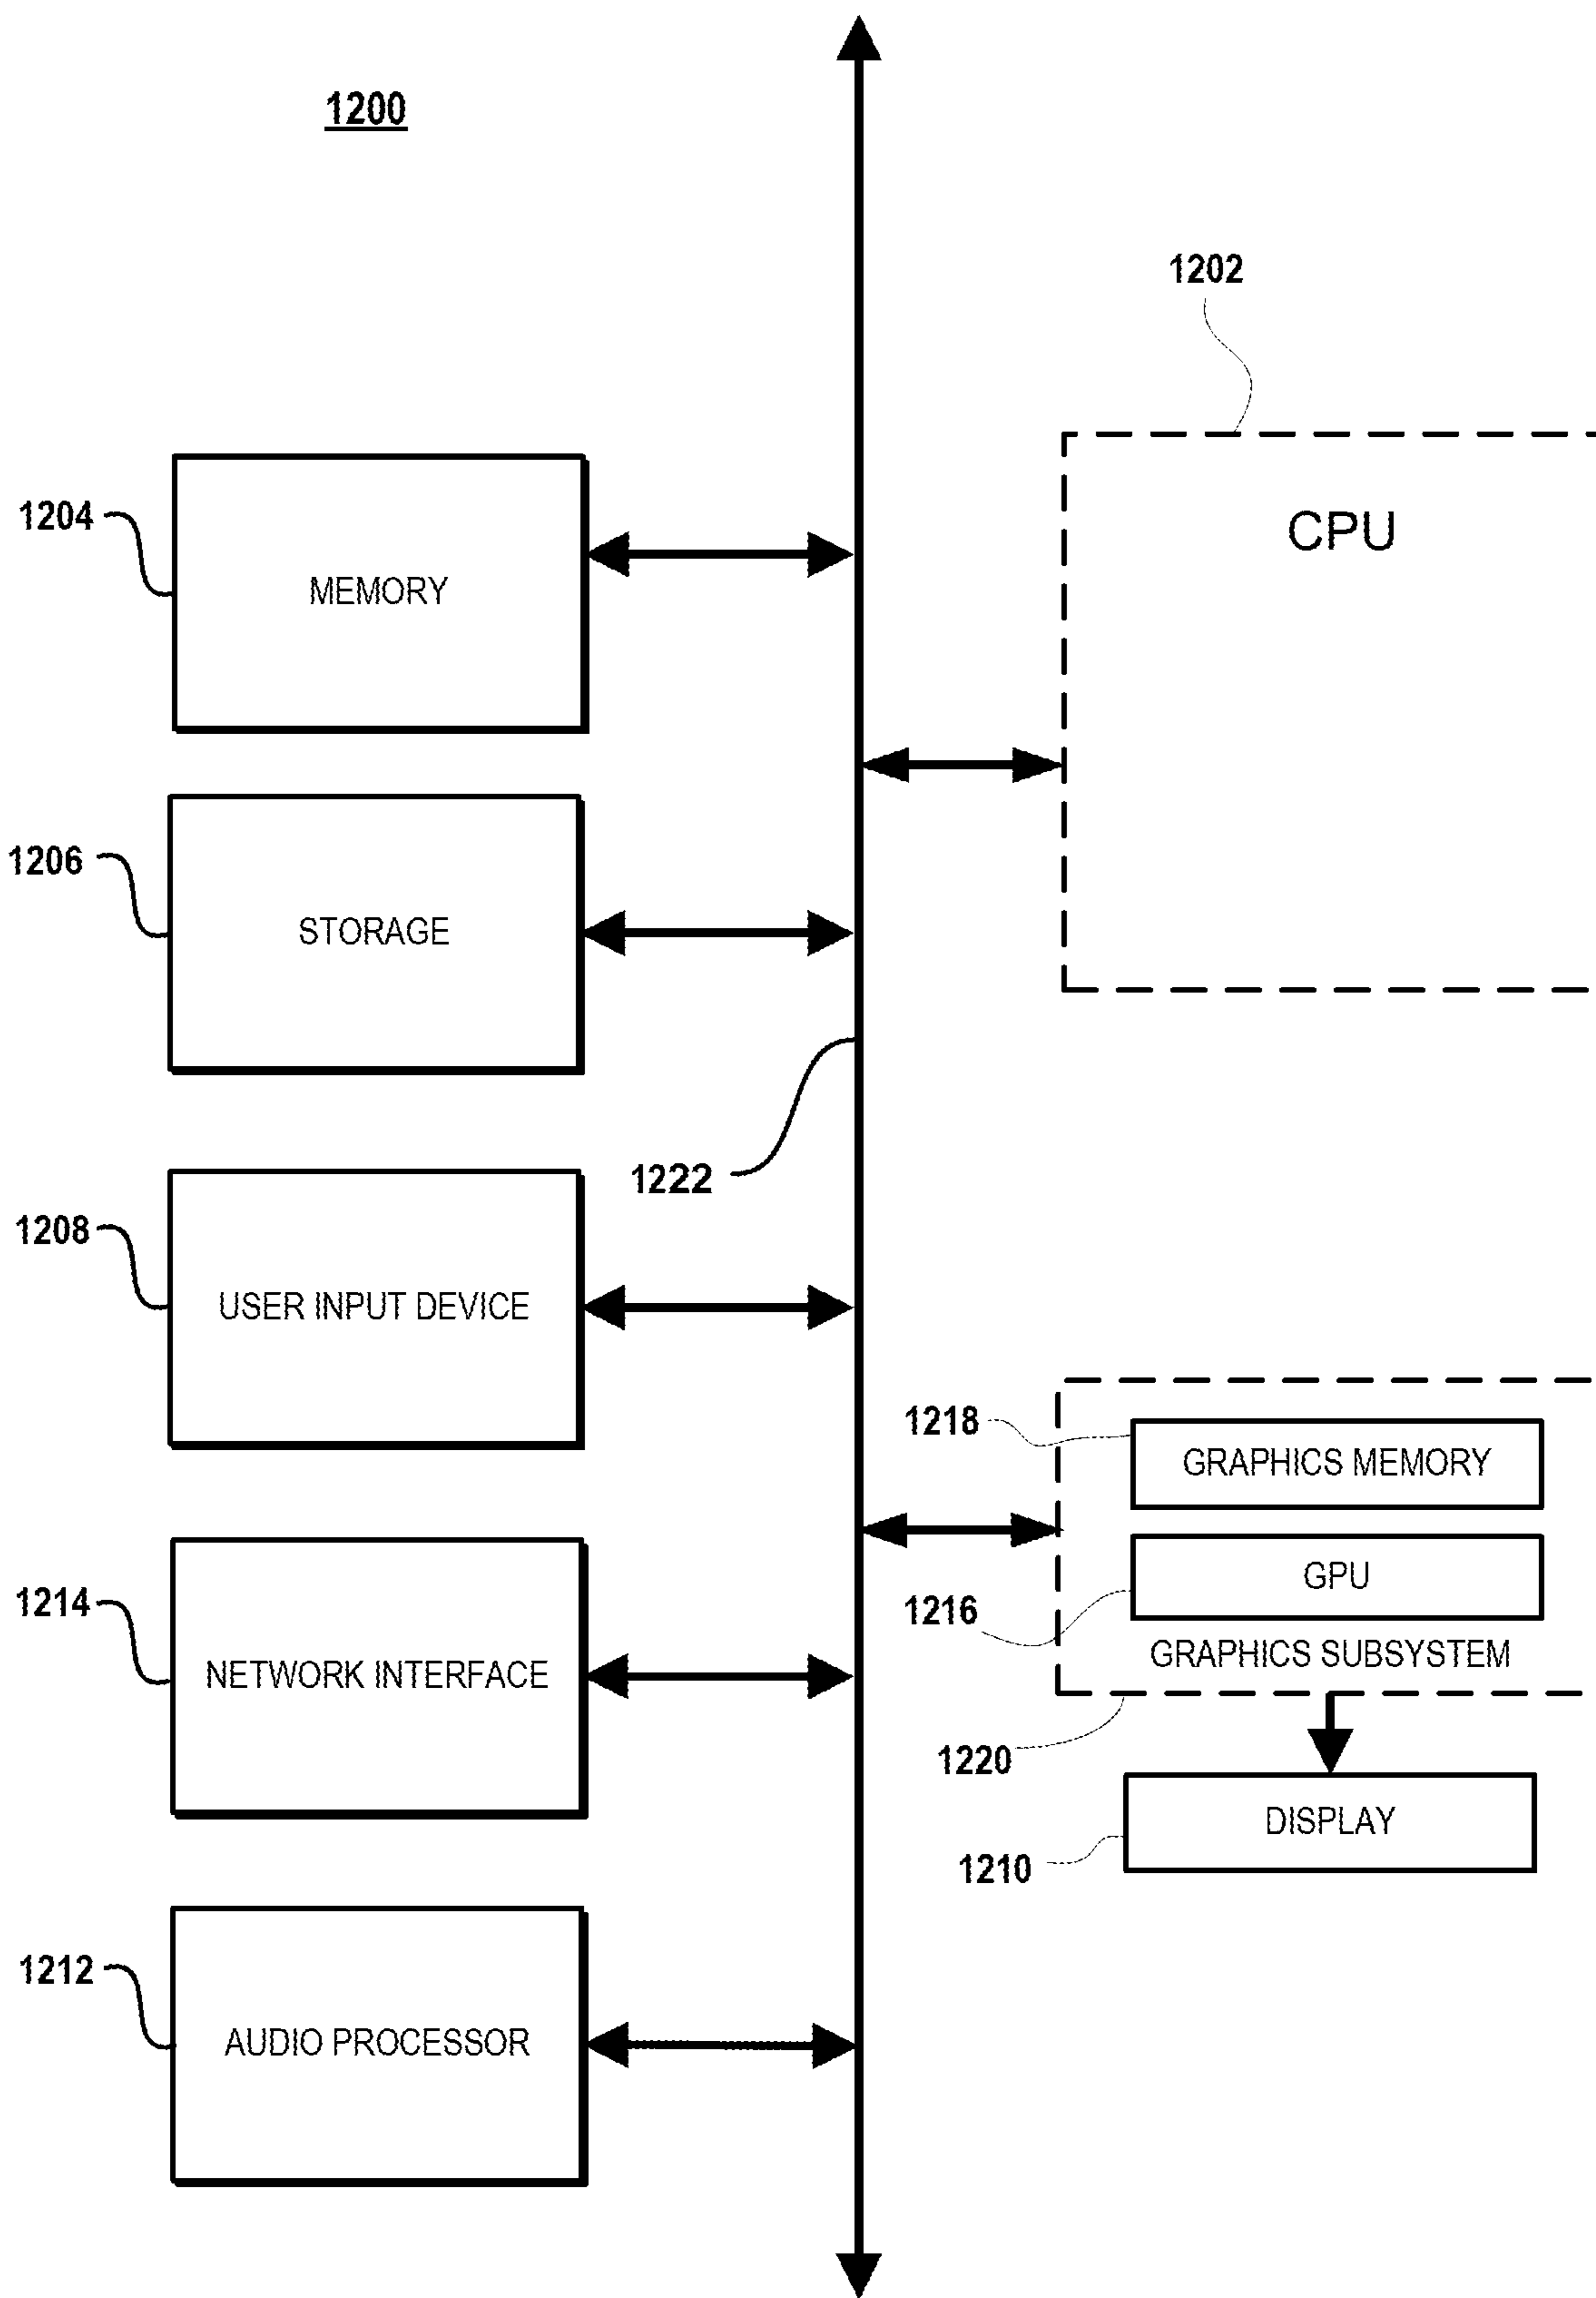 1200
1202
CPU
1204
MEMORY
1206
STORAGE
1222
1208
USER INPUT DEVICE
1218
GRAPHICS MEMORY
1216
GPU
GRAPHICS SUBSYSTEM
1214
NETWORK INTERFACE
1220
1210
DISPLAY
1212
AUDIO PROCESSOR